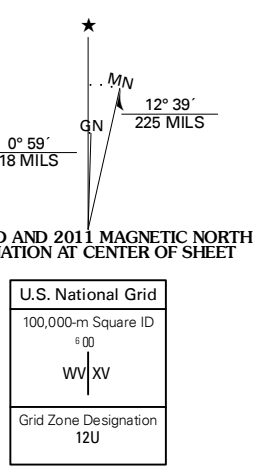 ★
MN
GN
12° 39´
225 MILS
0° 59´
18 MILS
AND 2011 MAGNETIC NORTH
AT CENTER OF SHEET
U.S. National Grid
100,000-m Square ID
6 00
WV XV
Grid Zone Designation
12U